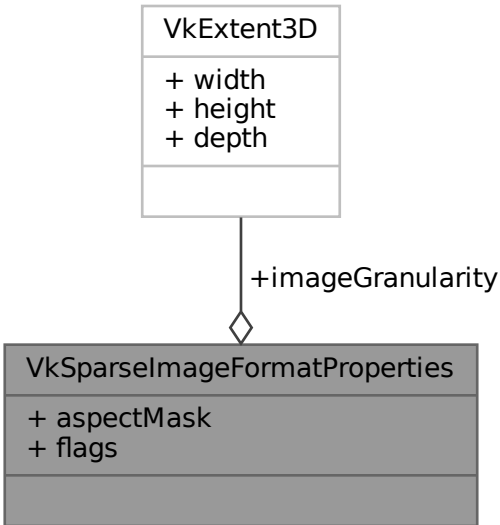 VkExtent3D
+ width
+ height
+ depth
+imageGranularity
VkSparseImageFormatProperties
+ aspectMask
+ flags